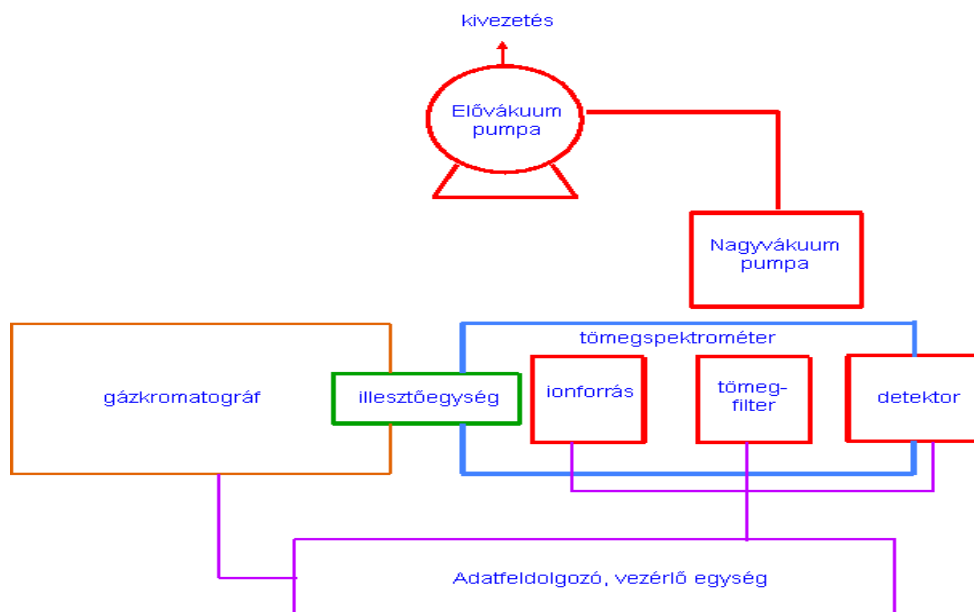 kivezetés
Elővákuum
pumpa
Nagyvákuum
pumpa
tömegspektrométer
gázkromatográf
illesztőegység
ionforrás
tömeg-
filter
detektor
Adatfeldolgozó, vezérlő egység